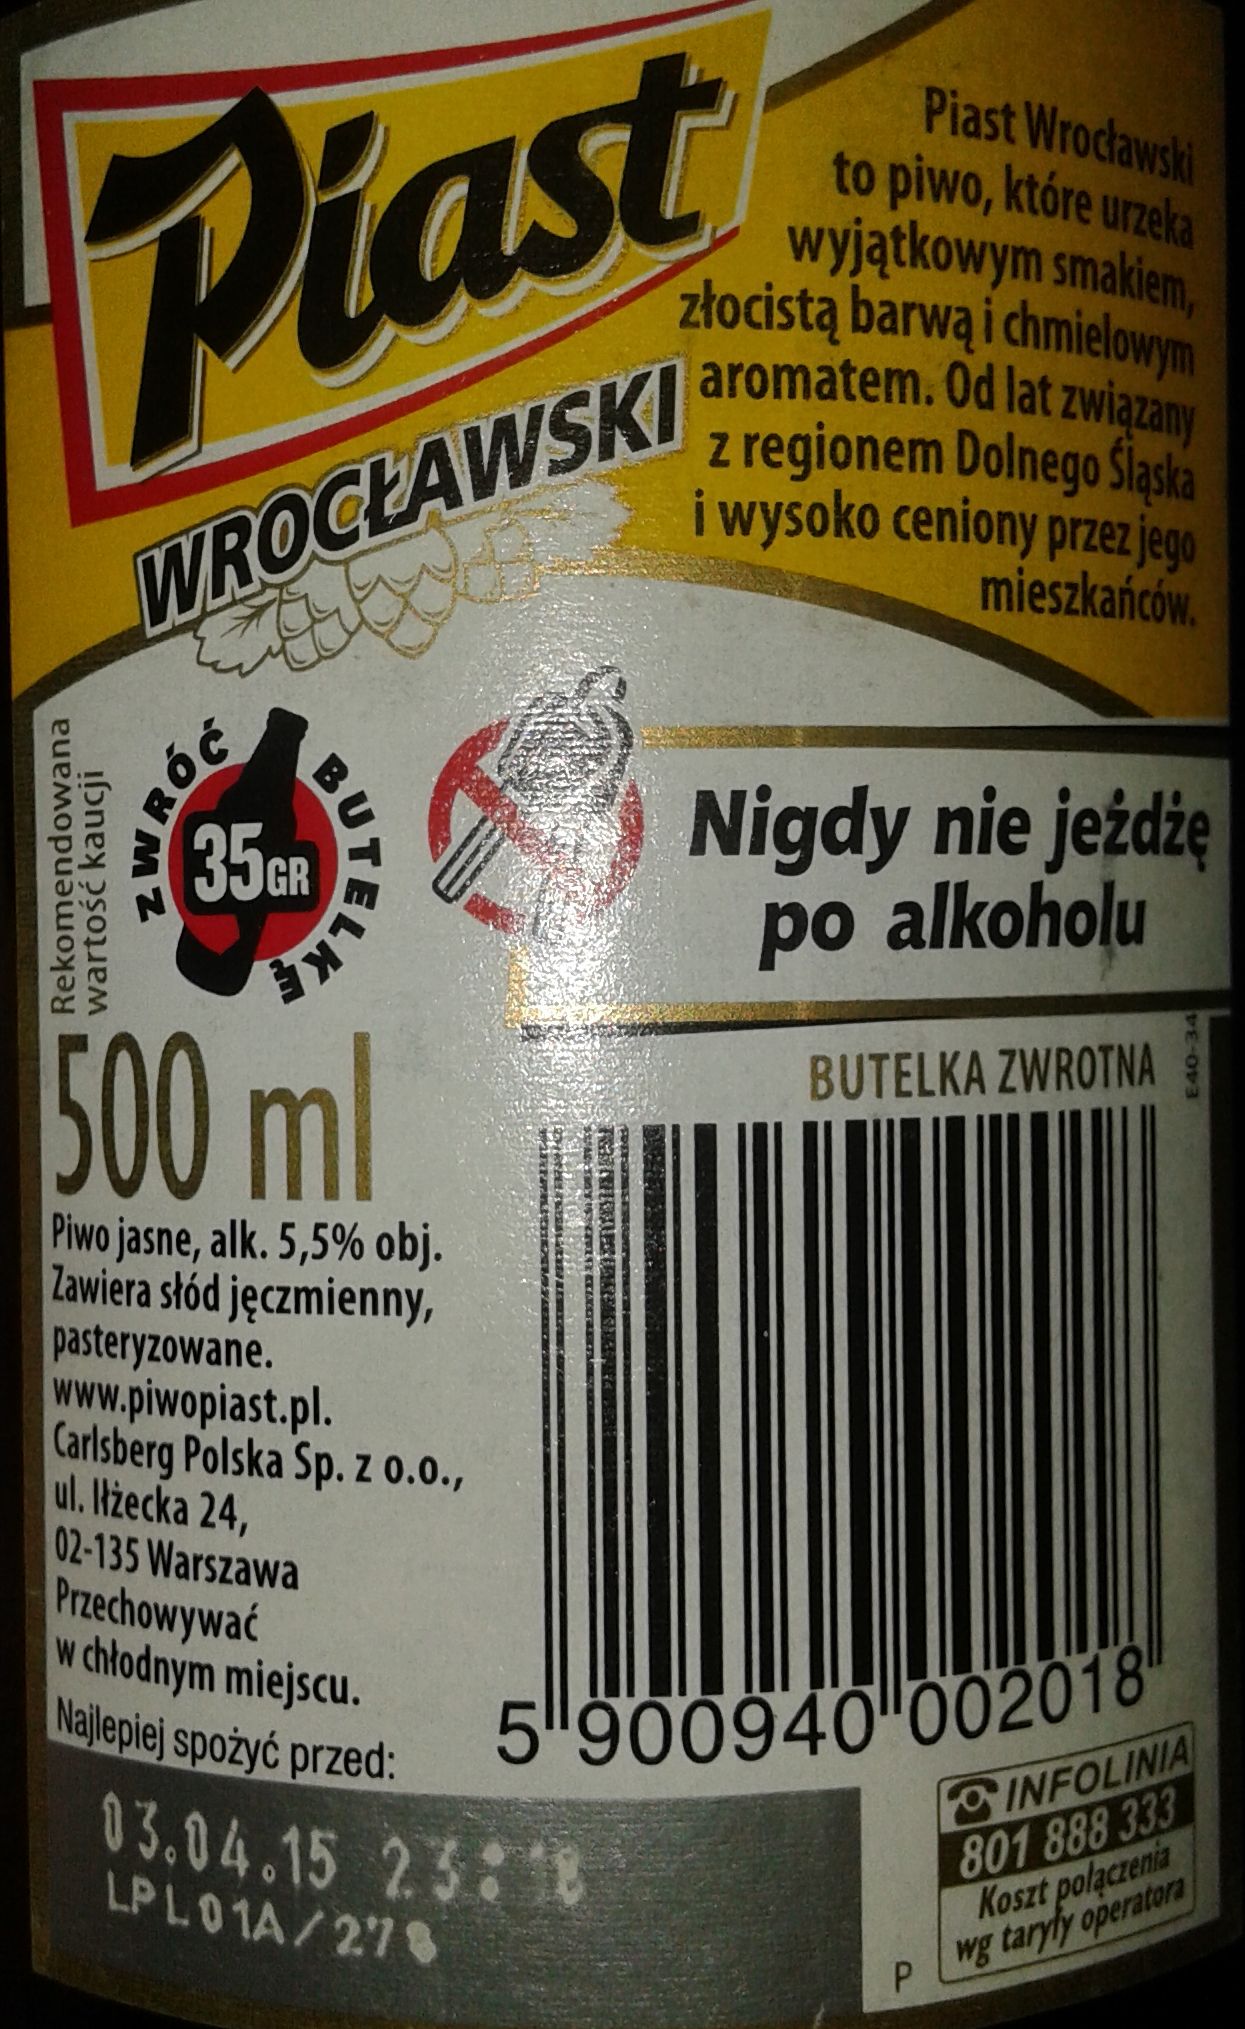 Piast
WROCŁAWSKI
Piast Wrocławski
to piwo, które urzeka
wyjątkowym smakiem,
złocistą barwą i chmielowym
aromatem. Od lat związany
z regionem Dolnego Śląska
i wysoko ceniony przez jego
mieszkańców.
Rekomendowana
wartość kaucji
ZWRÓĆ BUTELKĘ
35GR
Nigdy nie jeżdżę
po alkoholu
500 ml
BUTELKA ZWROTNA
E40-34
Piwo jasne, alk. 5,5% obj.
Zawiera słód jęczmienny,
pasteryzowane.
www.piwopiast.pl.
Carlsberg Polska Sp. z o.o.,
ul. Iłżecka 24,
02-135 Warszawa
Przechowywać
w chłodnym miejscu.
Najlepiej spożyć przed:
5 900940 002018
03.04.15
LPL01A/278
INFOLINIA
801 888 333
Koszt połączenia
wg taryfy operatora
P